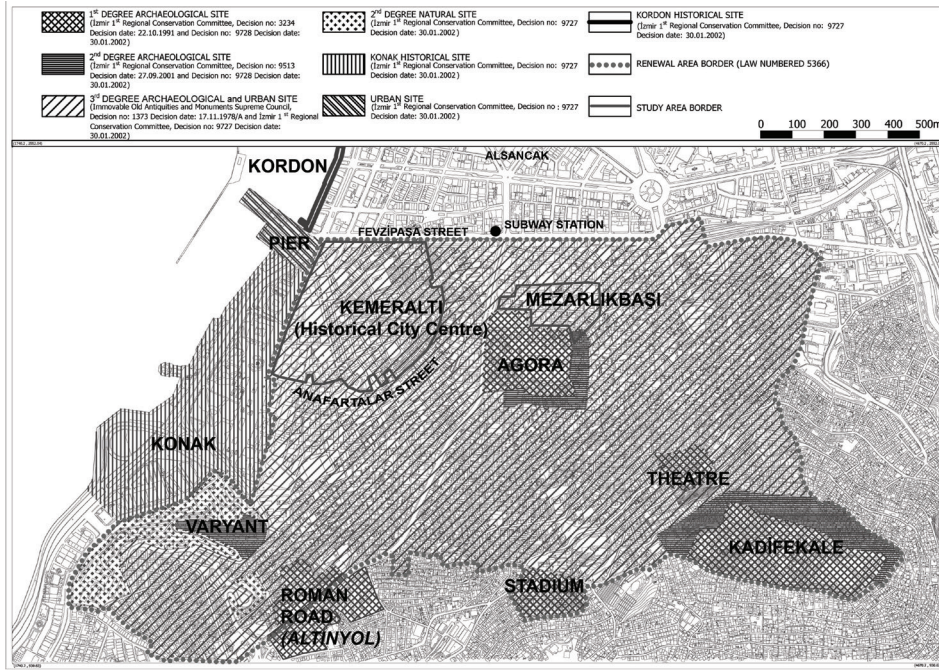 1st DEGREE ARCHAEOLOGICAL SITE
(İzmir 1st Regional Conservation Committee, Decision no: 3234
Decision date: 22.10.1991 and Decision no: 9728 Decision date:
30.01.2002)
2nd DEGREE ARCHAEOLOGICAL SITE
(İzmir 1st Regional Conservation Committee, Decision no: 9513
Decision date: 27.09.2001 and Decision no: 9728 Decision date:
30.01.2002)
3rd DEGREE ARCHAEOLOGICAL and URBAN SITE
(Immovable Old Antiquities and Monuments Supreme Council,
Decision no: 1373 Decision date: 17.11.1978/A and İzmir 1 st Regional
Conservation Committee, Decision no: 9727 Decision date:
30.01.2002)
2nd DEGREE NATURAL SITE
(İzmir 1st Regional Conservation Committee, Decision no: 9727
Decision date: 30.01.2002)
KONAK HISTORICAL SITE
(İzmir 1st Regional Conservation Committee, Decision no: 9727
Decision date: 30.01.2002)
URBAN SITE
(İzmir 1st Regional Conservation Committee, Decision no : 9727
Decision date: 30.01.2002)
KORDON HISTORICAL SITE
(İzmir 1st Regional Conservation Committee, Decision no: 9727
Decision date: 30.01.2002)
RENEWAL AREA BORDER (LAW NUMBERED 5366)
STUDY AREA BORDER
0 100 200 300 400 500m
KORDON
ALSANCAK
SUBWAY STATION
FEVZİPAŞA STREET
PIER
KEMERALTI
(Historical City Centre)
MEZARLIKBAŞI
AGORA
ANAFARTALAR STREET
KONAK
THEATRE
VARYANT
KADİFEKALE
STADIUM
ROMAN
ROAD
(ALTINYOL)